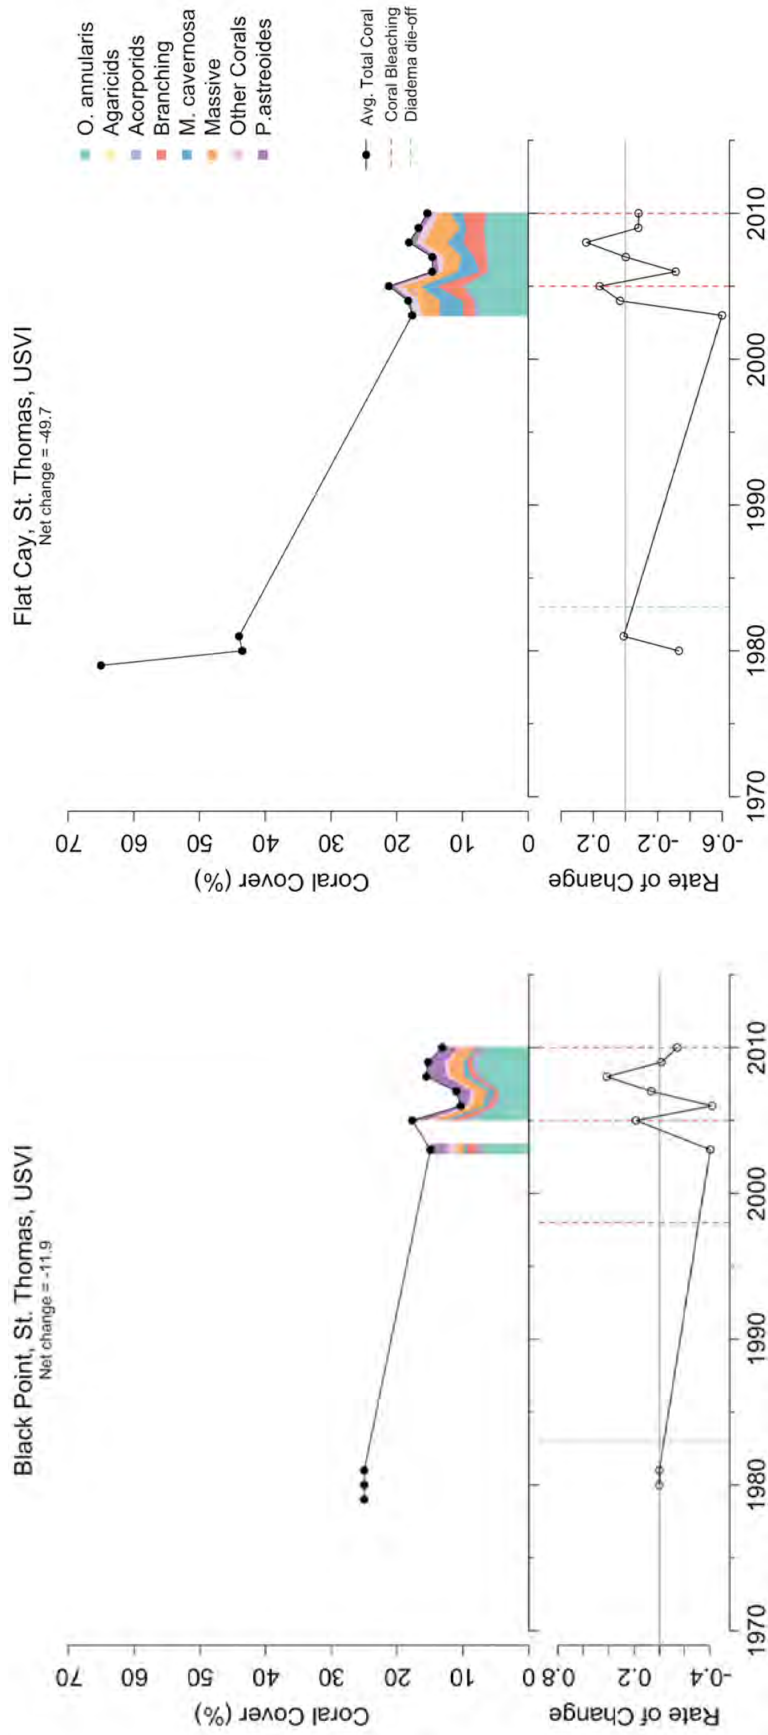 Black Point, St. Thomas, USVI
Net change = -11.9
Coral Cover (%)
70
60
50
40
30
20
10
0
Rate of Change
0.8
0.2
-0.4
1970
1980
1990
2000
2010
Flat Cay, St. Thomas, USVI
Net change = -49.7
Coral Cover (%)
70
60
50
40
30
20
10
0
Rate of Change
0.2
-0.2
-0.6
1970
1980
1990
2000
2010
O. annularis
Agaricids
Acorporids
Branching
M. cavernosa
Massive
Other Corals
P.astreoides
Avg. Total Coral
Coral Bleaching
Diadema die-off